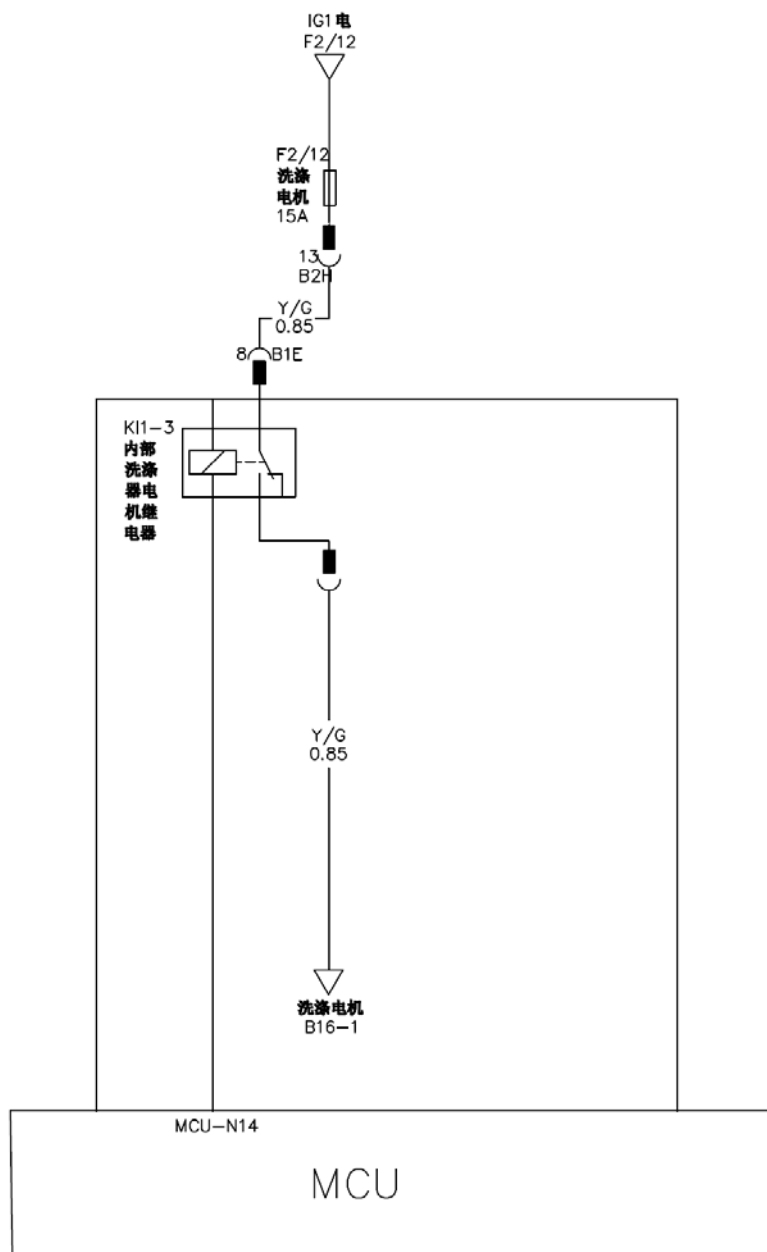 IG1电
F2/12
F2/12
洗涤
电机
15A
13
B2H
Y/G
0.85
8 B1E
KI1-3
内部
洗涤
器电
机继
电器
Y/G
0.85
洗涤电机
B16-1
MCU-N14
MCU